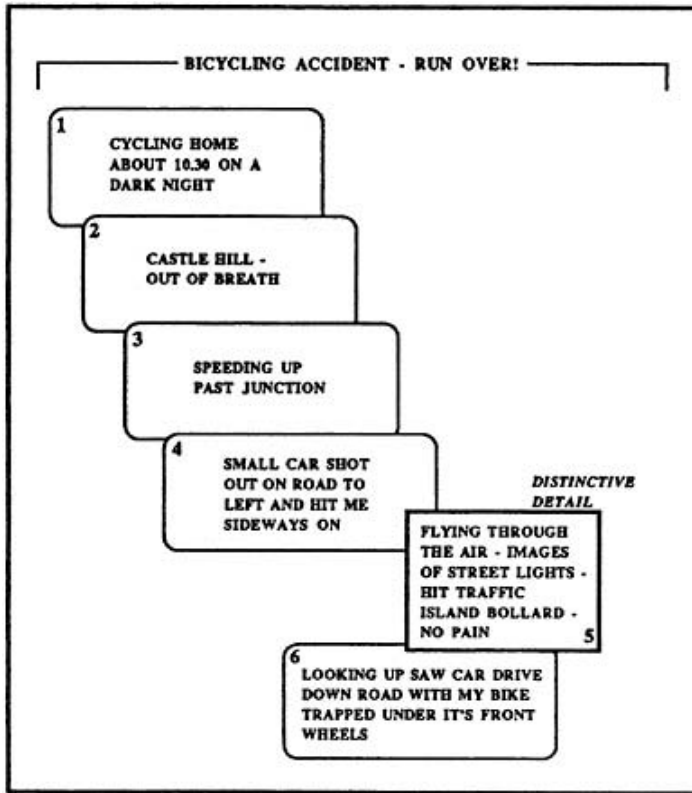 BICYCLING ACCIDENT - RUN OVER!
1
CYCLING HOME
ABOUT 10.30 ON A
DARK NIGHT
2
CASTLE HILL -
OUT OF BREATH
3
SPEEDING UP
PAST JUNCTION
4
SMALL CAR SHOT
OUT ON ROAD TO
LEFT AND HIT ME
SIDEWAYS ON
DISTINCTIVE
DETAIL
FLYING THROUGH
THE AIR - IMAGES
OF STREET LIGHTS -
HIT TRAFFIC
ISLAND BOLLARD -
NO PAIN
5
6
LOOKING UP SAW CAR DRIVE
DOWN ROAD WITH MY BIKE
TRAPPED UNDER IT'S FRONT
WHEELS